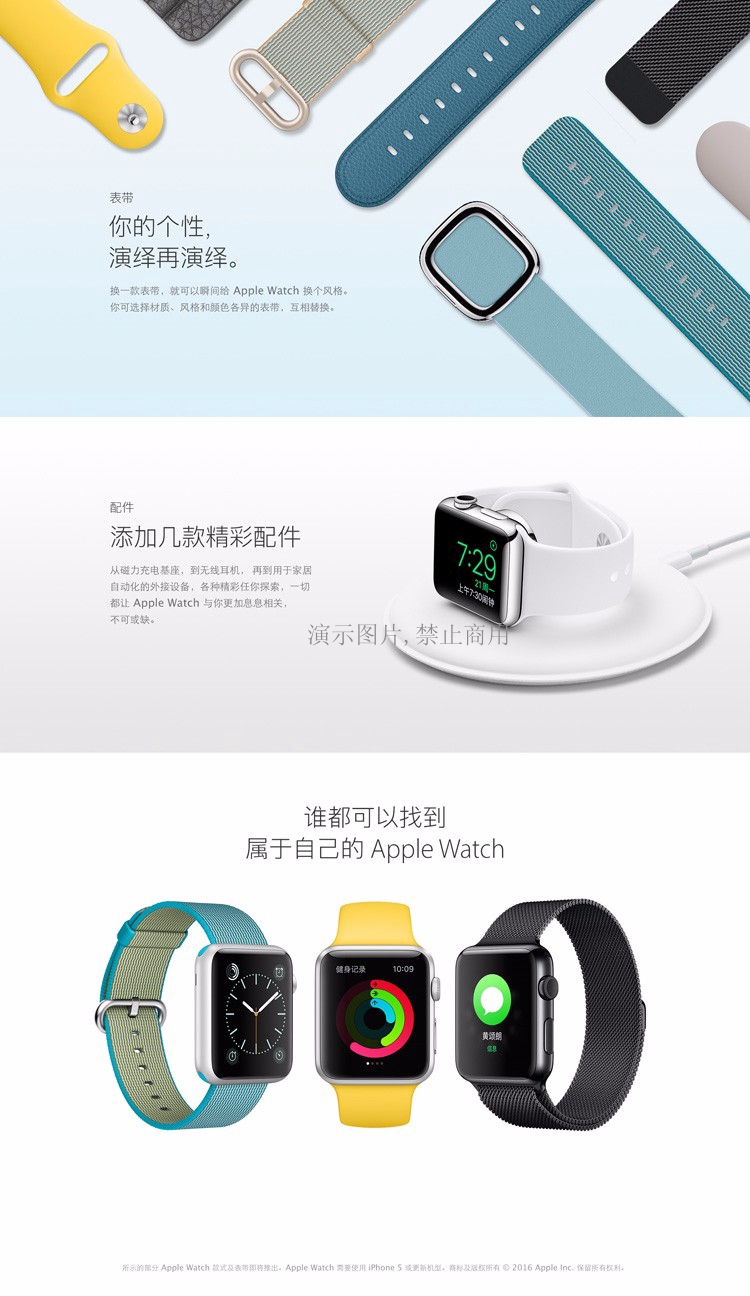 表带
你的个性，
演绎再演绎。
换一款表带，就可以瞬间给 Apple Watch 换个风格。
你可选择材质、风格和颜色各异的表带，互相替换。
配件
添加几款精彩配件
从磁力充电基座，到无线耳机， 再到用于家居
自动化的外接设备，各种精彩任你探索，一切
都让 Apple Watch 与你更加息息相关，
不可或缺。
7:29
21周一
上午7:30闹钟
演示图片, 禁止商用
谁都可以找到
属于自己的 Apple Watch
健身记录 10:09
黄颂朗
信息
所示的部分 Apple Watch 款式及表带即将推出。Apple Watch 需要使用 iPhone 5 或更新机型。商标及版权所有 © 2016 Apple Inc. 保留所有权利。